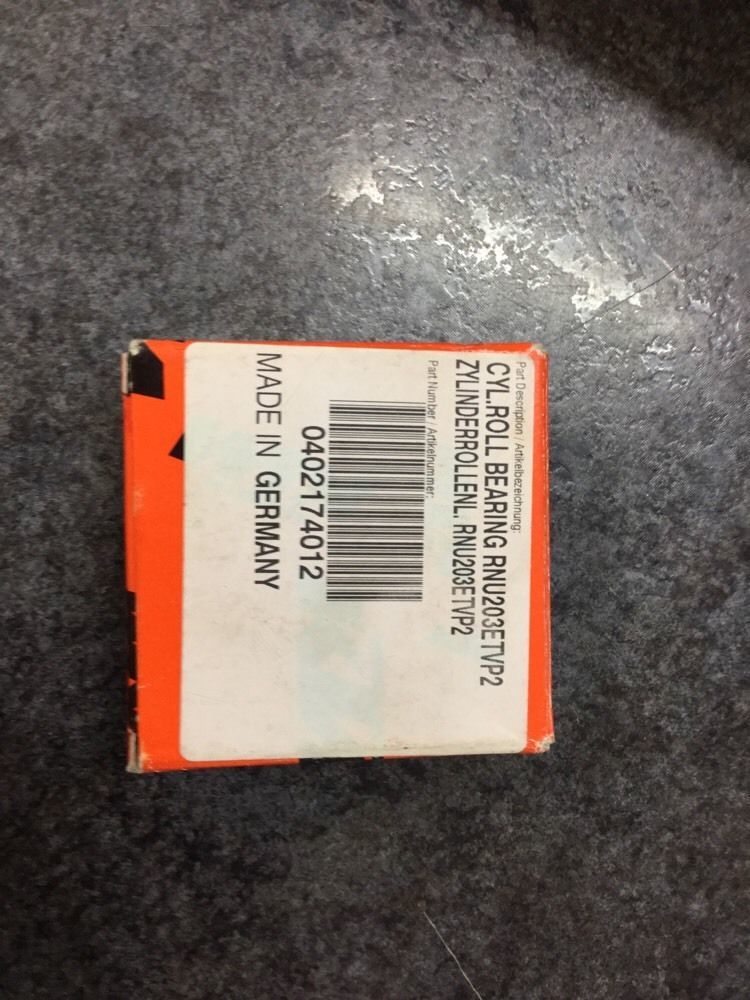 Part Description / Artikelbezeichnung:
CYL.ROLL BEARING RNU203ETVP2
ZYLINDERROLLENL. RNU203ETVP2
Part Number / Artikelnummer:
0402174012
MADE IN GERMANY